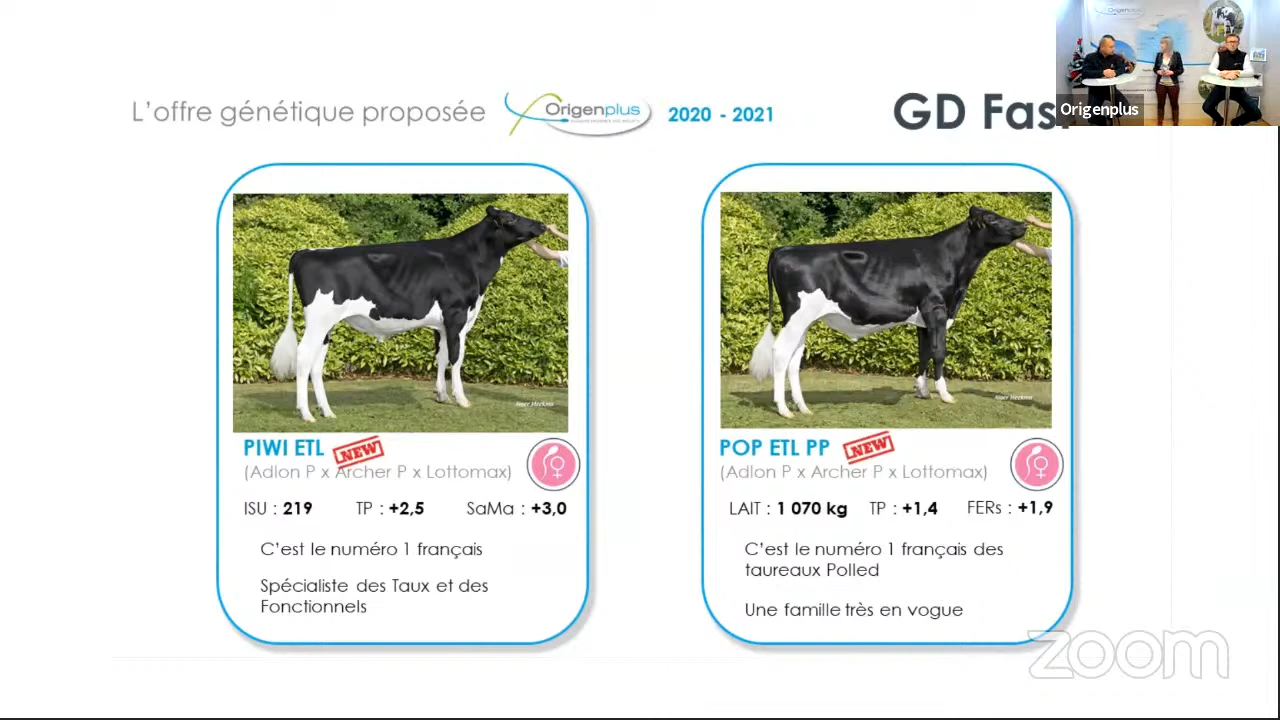 L'offre génétique proposée
Origenplus
2020 - 2021
GD Fas
Origenplus
Origenplus
PIWI ETL NEW
(Adlon P x Archer P x Lottomax)
ISU : 219 TP : +2,5 SaMa : +3,0
C'est le numéro 1 français
Spécialiste des Taux et des
Fonctionnels
POP ETL PP NEW
(Adlon P x Archer P x Lottomax)
LAIT : 1 070 kg TP : +1,4 FERs : +1,9
C'est le numéro 1 français des
taureaux Polled
Une famille très en vogue
zoom